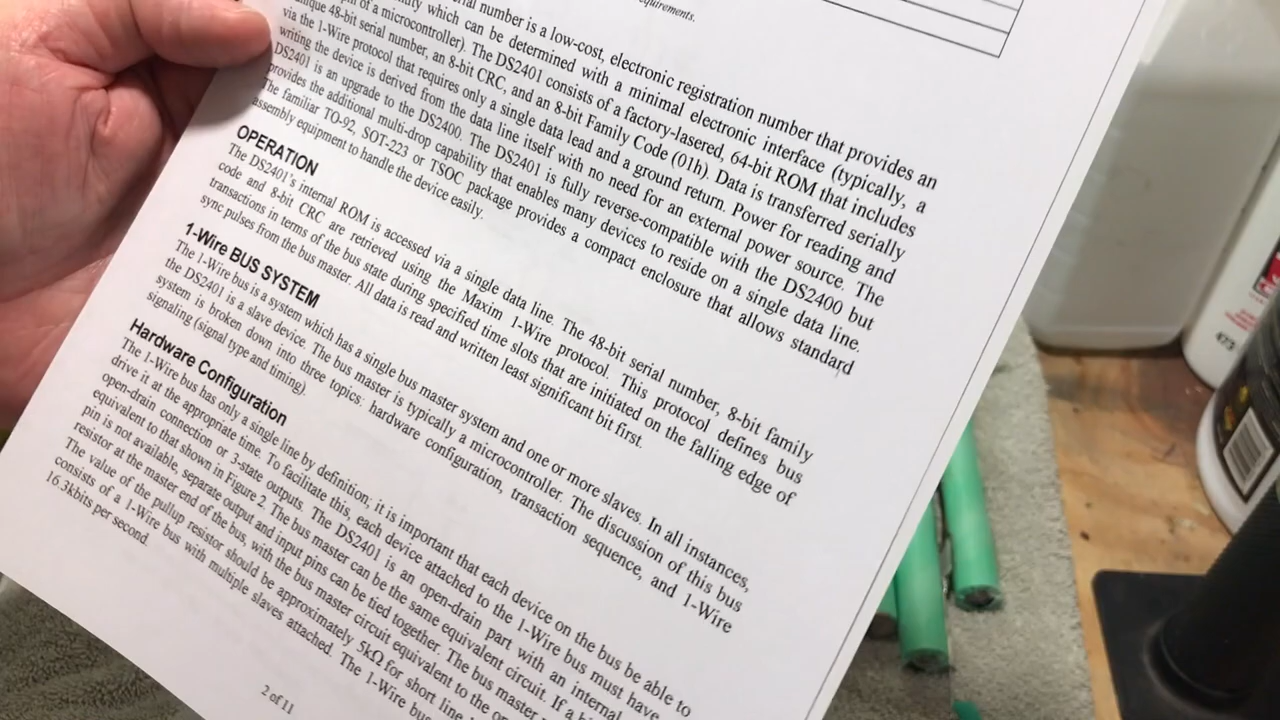 equirements.
rial number is a low-cost, electronic registration number that provides an
ity which can be determined with a minimal electronic interface (typically, a
of a microcontroller). The DS2401 consists of a factory-lasered, 64-bit ROM that includes
nique 48-bit serial number, an 8-bit CRC, and an 8-bit Family Code (01h). Data is transferred serially
via the 1-Wire protocol that requires only a single data lead and a ground return. Power for reading and
writing the device is derived from the data line itself with no need for an external power source. The
DS2401 is an upgrade to the DS2400. The DS2401 is fully reverse-compatible with the DS2400 but
provides the additional multi-drop capability that enables many devices to reside on a single data line.
The familiar TO-92, SOT-223 or TSOC package provides a compact enclosure that allows standard
assembly equipment to handle the device easily.
OPERATION
The DS2401's internal ROM is accessed via a single data line. The 48-bit serial number, 8-bit family
code and 8-bit CRC are retrieved using the Maxim 1-Wire protocol. This protocol defines bus
transactions in terms of the bus state during specified time slots that are initiated on the falling edge of
sync pulses from the bus master. All data is read and written least significant bit first.
1-Wire BUS SYSTEM
The 1-Wire bus is a system which has a single bus master system and one or more slaves. In all instances,
the DS2401 is a slave device. The bus master is typically a microcontroller. The discussion of this bus
system is broken down into three topics: hardware configuration, transaction sequence, and 1-Wire
signaling (signal type and timing).
Hardware Configuration
The 1-Wire bus has only a single line by definition; it is important that each device on the bus be able to
drive it at the appropriate time. To facilitate this, each device attached to the 1-Wire bus must have
open-drain connection or 3-state outputs. The DS2401 is an open-drain part with an internal
equivalent to that shown in Figure 2. The bus master can be the same equivalent circuit. If a
pin is not available, separate output and input pins can be tied together. The bus master
resistor at the master end of the bus, with the bus master circuit equivalent to the
The value of the pullup resistor should be approximately 5kΩ for short line
consists of a 1-Wire bus with multiple slaves attached. The 1-Wire bus
16.3kbits per second.
2 of 11
473